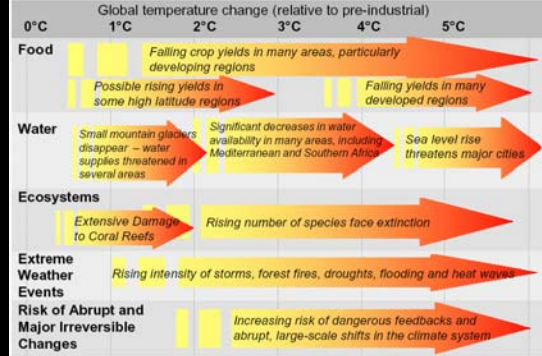 Global temperature change (relative to pre-industrial)
0°C 1°C 2°C 3°C 4°C 5°C
Food
Falling crop yields in many areas, particularly
developing regions
Possible rising yields in
some high latitude regions
Falling yields in many
developed regions
Water
Small mountain glaciers
disappear – water
supplies threatened in
several areas
Significant decreases in water
availability in many areas, including
Mediterranean and Southern Africa
Sea level rise
threatens major cities
Ecosystems
Extensive Damage
to Coral Reefs
Rising number of species face extinction
Extreme
Weather
Events
Rising intensity of storms, forest fires, droughts, flooding and heat waves
Risk of Abrupt and
Major Irreversible
Changes
Increasing risk of dangerous feedbacks and
abrupt, large-scale shifts in the climate system